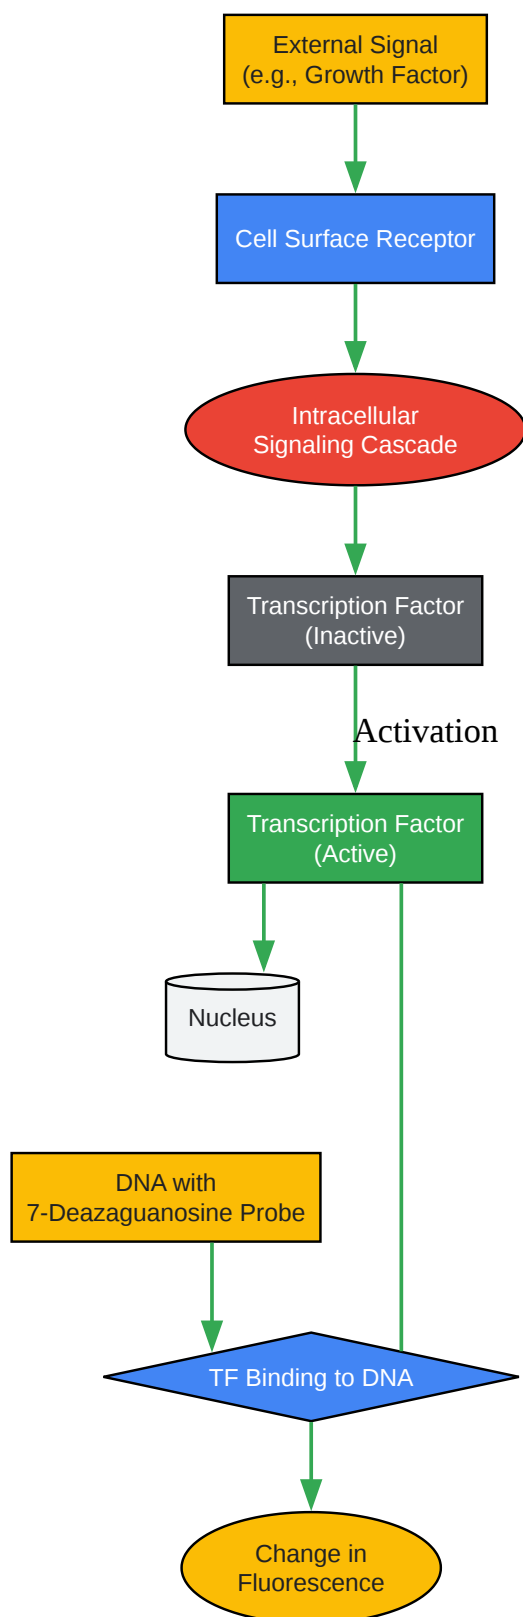 External Signal
(e.g., Growth Factor)
Cell Surface Receptor
Intracellular
Signaling Cascade
Transcription Factor
(Inactive)
Activation
Transcription Factor
(Active)
Nucleus
DNA with
7-Deazaguanosine Probe
TF Binding to DNA
Change in
Fluorescence